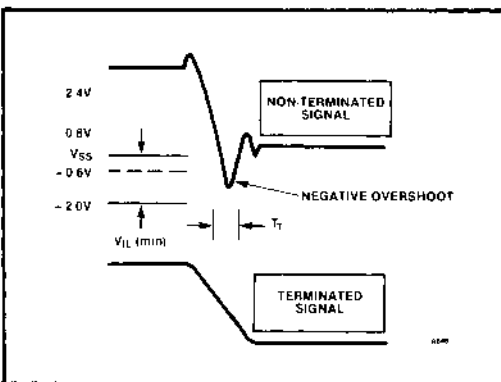 2.4V
NON-TERMINATED
SIGNAL
0.8V
VSS
- 0.6V
- 2.0V
NEGATIVE OVERSHOOT
TT
VIL (min)
TERMINATED
SIGNAL